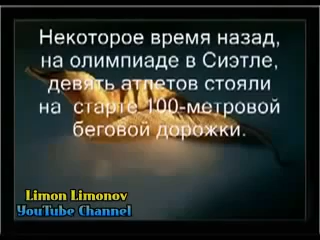 Некоторое время назад,
на олимпиаде в Сиэтле,
девять атлетов стояли
на старте 100-метровой
беговой дорожки.
Limon Limonov
YouTube Channel